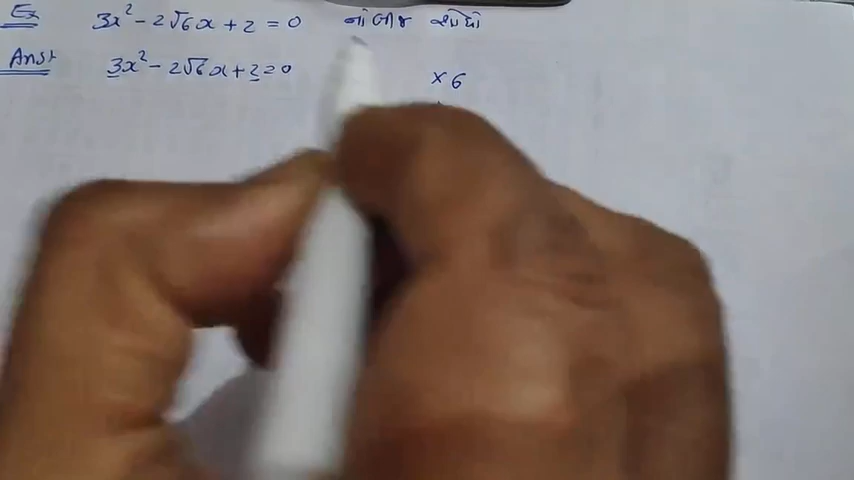 Ex 3x² - 2√6x + 2 = 0 નાં બીજ શોધો
Ans: 3x² - 2√6x + 2 = 0
× 6